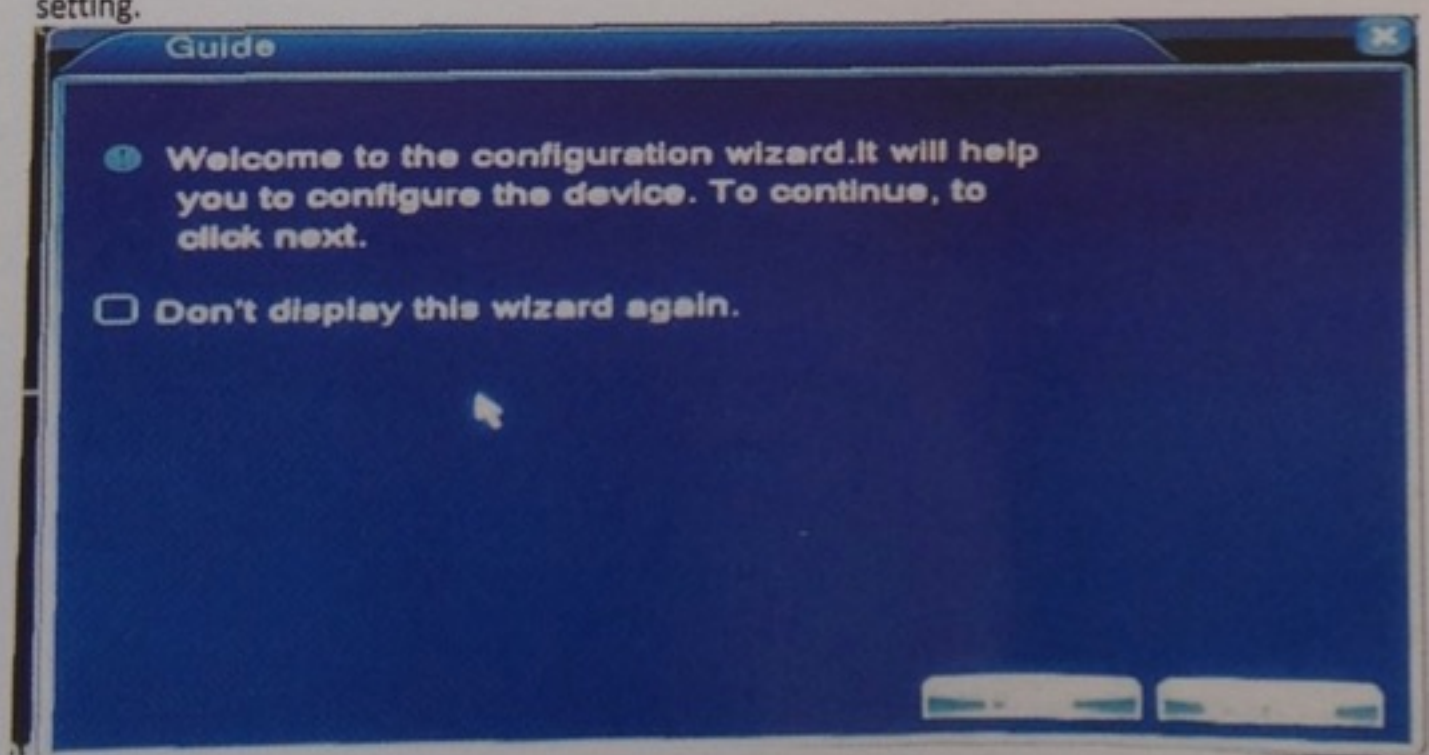 setting.
Guide
Welcome to the configuration wizard.It will help
you to configure the device. To continue, to
click next.
Don't display this wizard again.